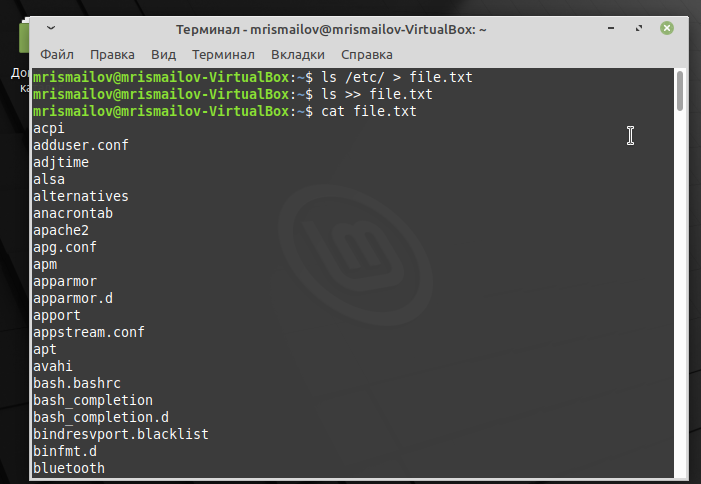 Терминал - mrismailov@mrismailov-VirtualBox: ~
Файл Правка Вид Терминал Вкладки Справка
mrismailov@mrismailov-VirtualBox:~$ ls /etc/ > file.txt
mrismailov@mrismailov-VirtualBox:~$ ls >> file.txt
mrismailov@mrismailov-VirtualBox:~$ cat file.txt
acpi
adduser.conf
adjtime
alsa
alternatives
anacrontab
apache2
apg.conf
apm
apparmor
apparmor.d
apport
appstream.conf
apt
avahi
bash.bashrc
bash_completion
bash_completion.d
bindresvport.blacklist
binfmt.d
bluetooth